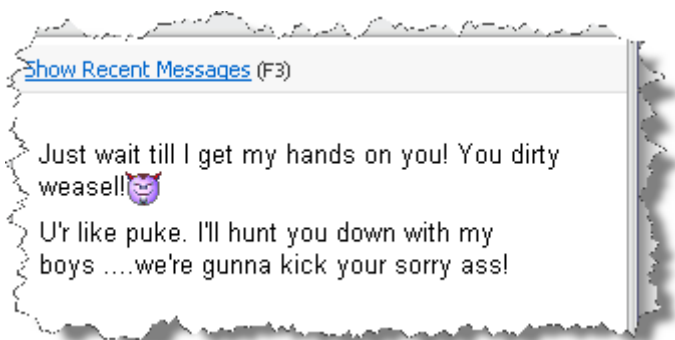 Show Recent Messages (F3)
Just wait till I get my hands on you! You dirty
weasel!
U'r like puke. I'll hunt you down with my
boys ....we're gunna kick your sorry ass!